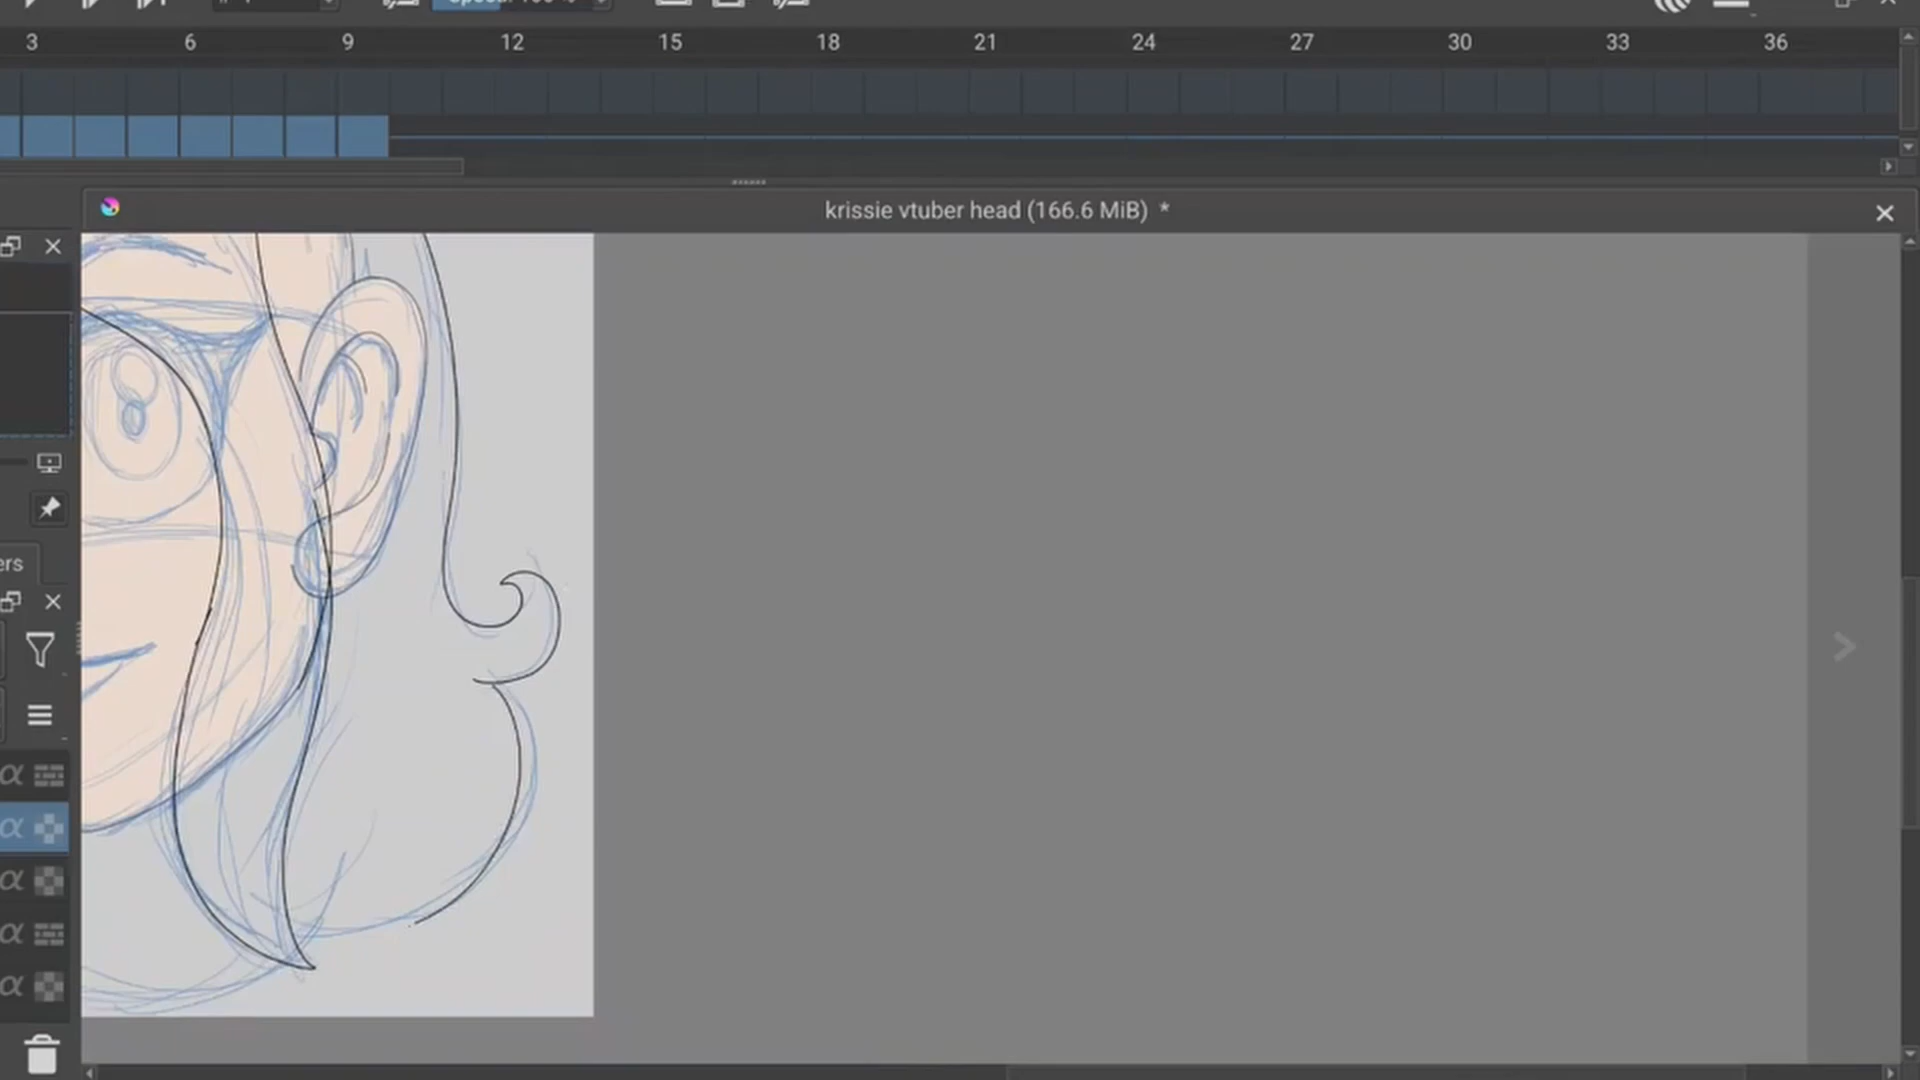 3 6 9 12 15 18 21 24 27 30 33 36
krissie vtuber head (166.6 MiB) *
ers
α
α
α
α
α